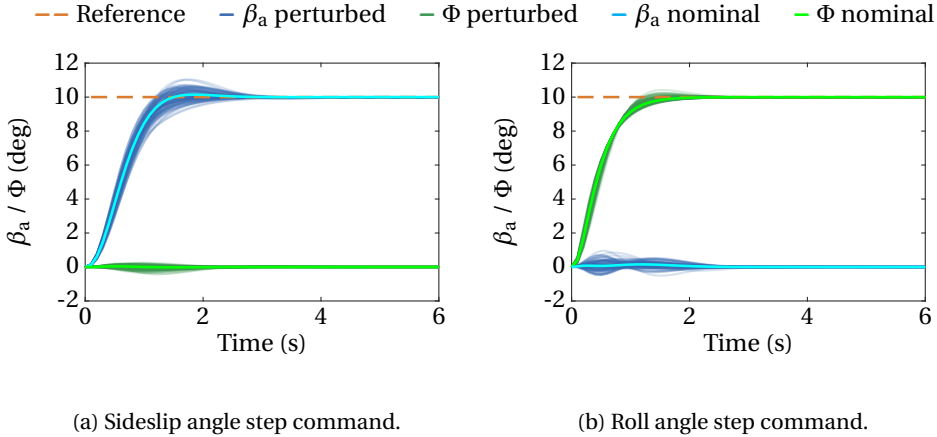 Reference βa perturbed Φ perturbed βa nominal Φ nominal
12
10
8
6
4
2
0
-2
βa / Φ (deg)
0 2 4 6
Time (s)
(a) Sideslip angle step command.
12
10
8
6
4
2
0
-2
βa / Φ (deg)
0 2 4 6
Time (s)
(b) Roll angle step command.